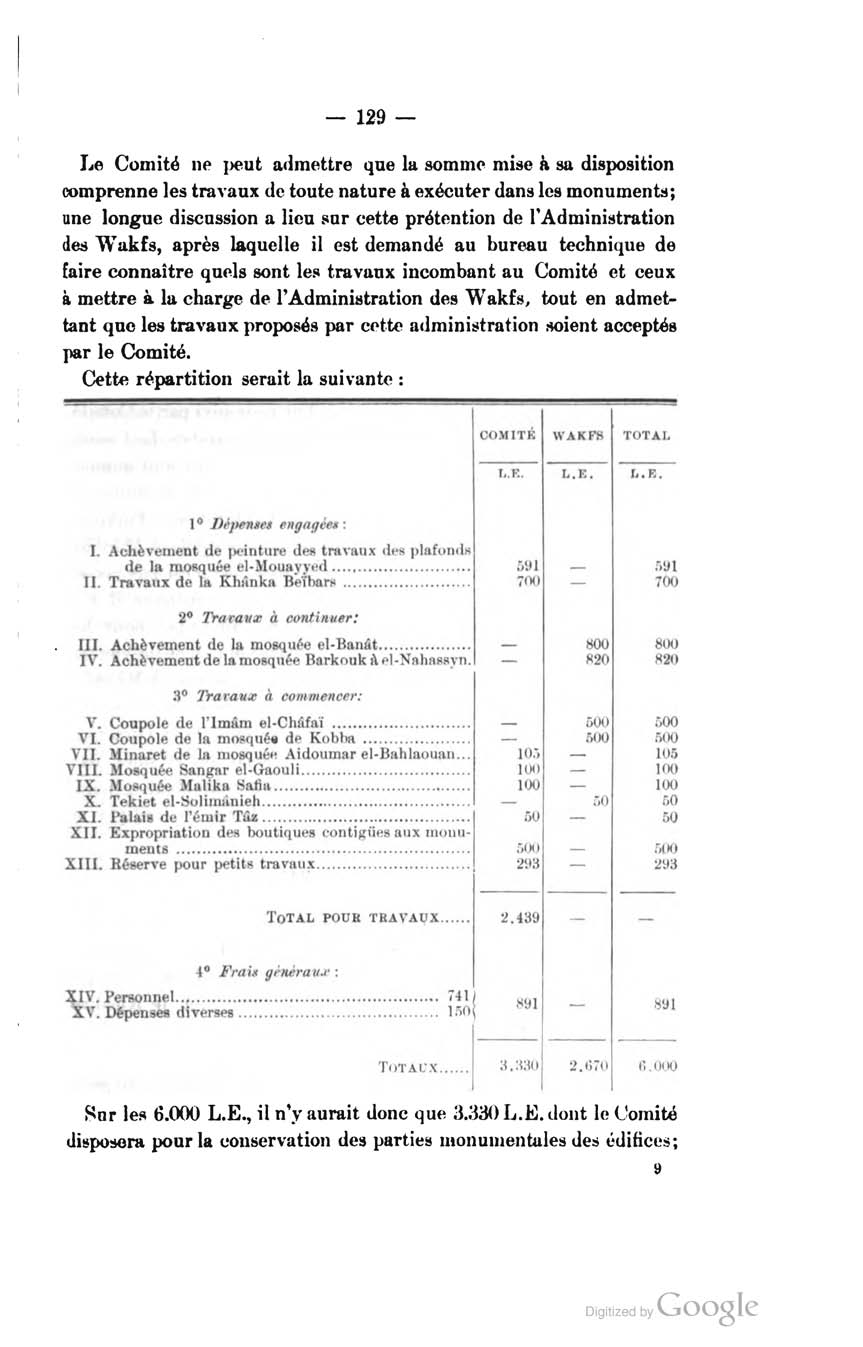 — 129 —
Le Comité ne peut admettre que la somme mise à sa disposition
comprenne les travaux de toute nature à exécuter dans les monuments;
une longue discussion a lieu sur cette prétention de l'Administration
des Wakfs, après laquelle il est demandé au bureau technique de
faire connaître quels sont les travaux incombant au Comité et ceux
à mettre à la charge de l'Administration des Wakfs, tout en admet-
tant que les travaux proposés par cette administration soient acceptés
par le Comité.
Cette répartition serait la suivante :
COMITÉ WAKFS TOTAL
L.E. L.E. L.E.
1° Dépenses engagées :
I. Achèvement de peinture des travaux des plafonds
de la mosquée el-Mouayyed .......................... 591 — 591
II. Travaux de la Khânka Beïbars ........................ 700 — 700
2° Travaux à continuer:
III. Achèvement de la mosquée el-Banât................. — 800 800
IV. Achèvement de la mosquée Barkouk à el-Nahassyn. — 820 820
3° Travaux à commencer:
V. Coupole de l'Imâm el-Châfaï .......................... — 500 500
VI. Coupole de la mosquée de Kobba .................... — 500 500
VII. Minaret de la mosquée Aidoumar el-Bahlaouan... 105 — 105
VIII. Mosquée Sangar el-Gaouli................................ 100 — 100
IX. Mosquée Malika Safia..................................... 100 — 100
X. Tekiet el-Solimânieh....................................... — 50 50
XI. Palais de l'émir Tâz ....................................... 50 — 50
XII. Expropriation des boutiques contigües aux monu-
ments ....................................................... 500 — 500
XIII. Réserve pour petits travaux............................. 293 — 293
TOTAL POUR TRAVAUX...... 2.439 — —
4° Frais généraux :
XIV. Personnel.................................................. 741
XV. Dépenses diverses ...................................... 150 891 — 891
TOTAUX...... 3.330 2.670 6.000
Sur les 6.000 L.E., il n'y aurait donc que 3.330 L.E. dont le Comité
disposera pour la conservation des parties monumentales des édifices;
9
Digitized by Google